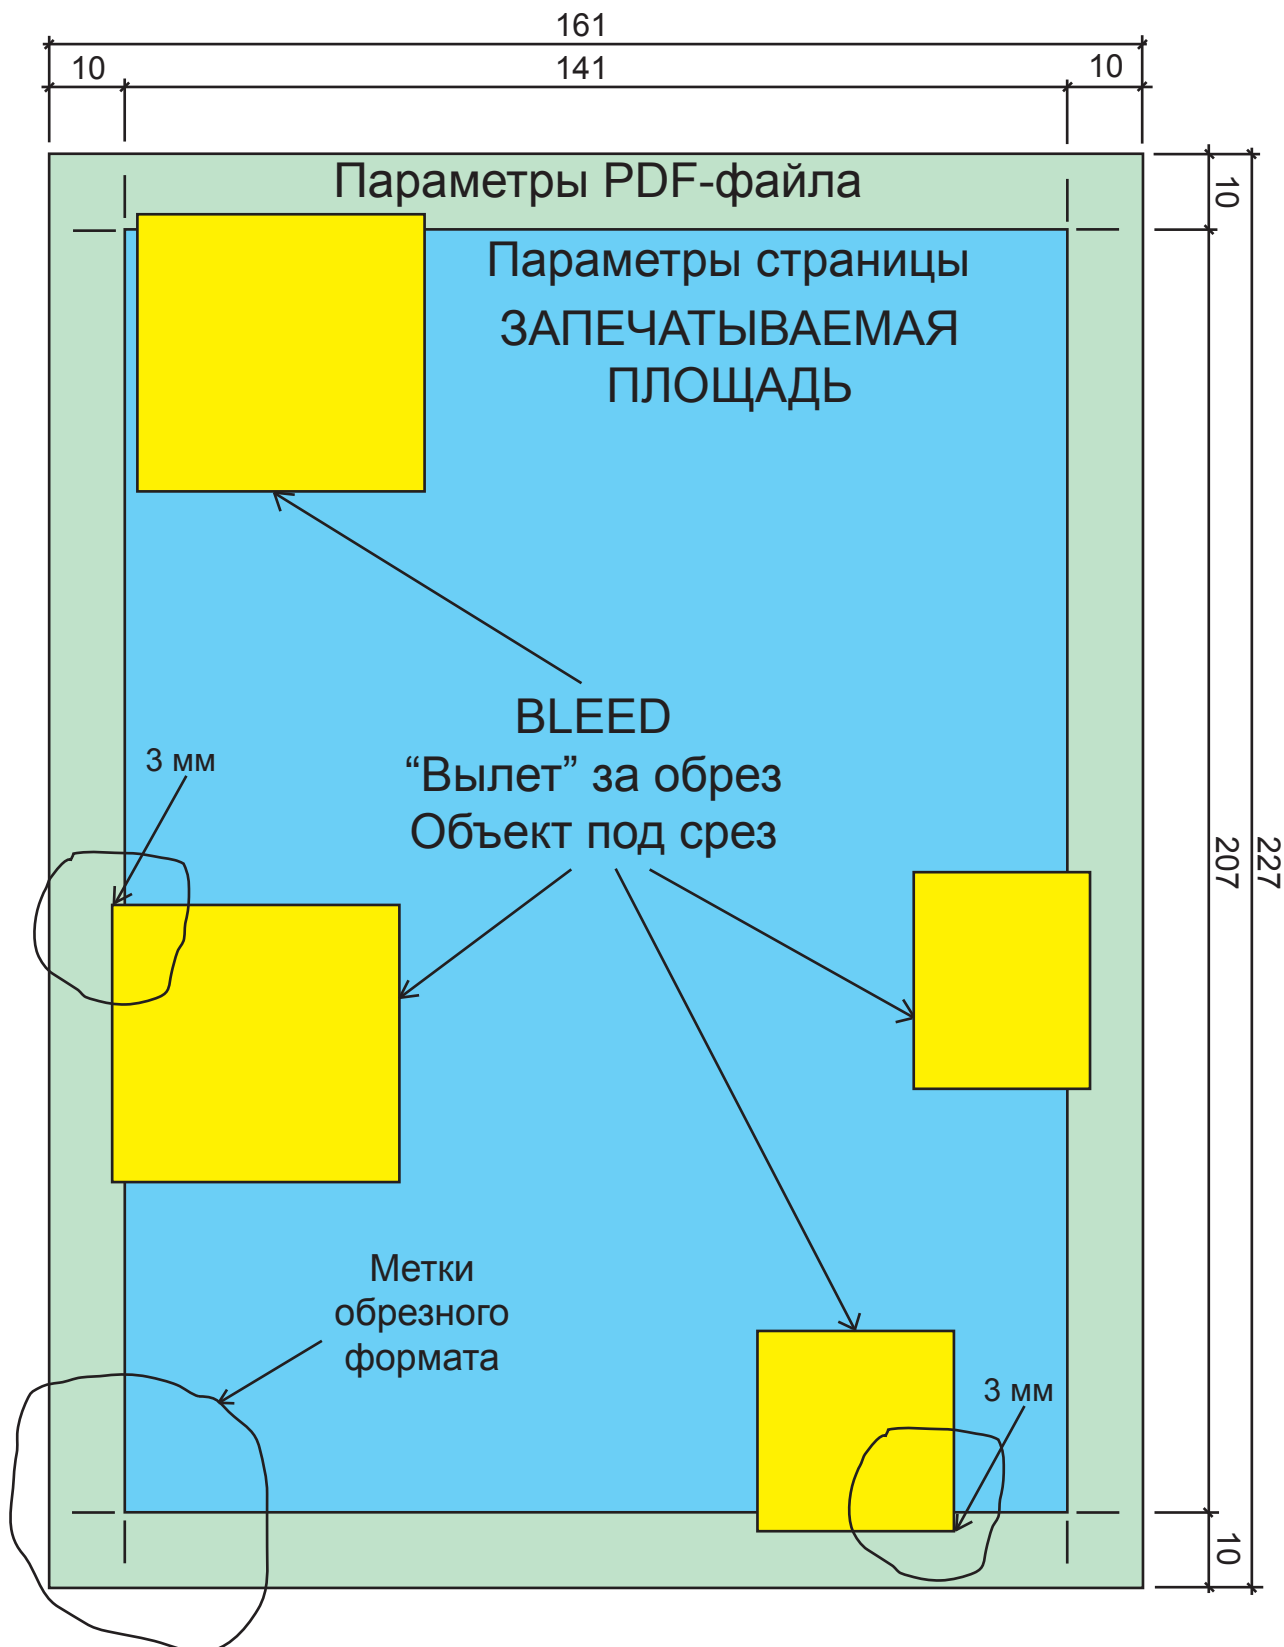 161
10
141
10
Параметры PDF-файла
10
Параметры страницы
ЗАПЕЧАТЫВАЕМАЯ
ПЛОЩАДЬ
BLEED
“Вылет” за обрез
Объект под срез
3 мм
207
227
Метки
обрезного
формата
3 мм
10